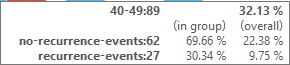 40-49:89 32.13 %
(in group) (overall)
no-recurrence-events:62 69.66 % 22.38 %
recurrence-events:27 30.34 % 9.75 %